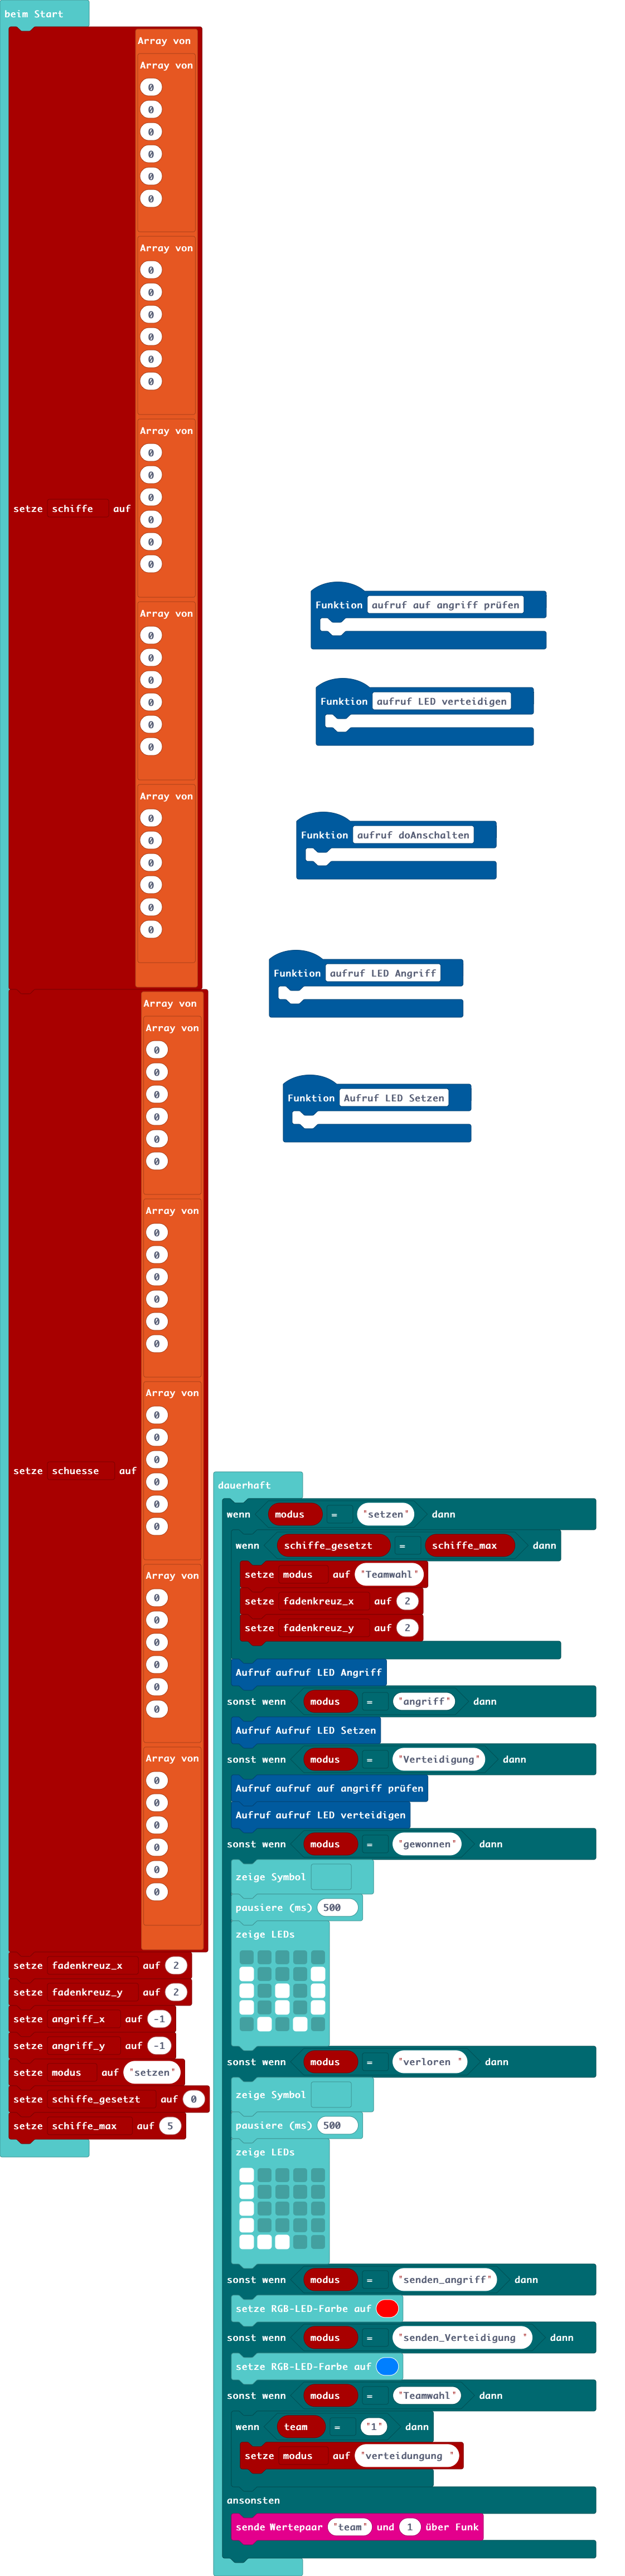 beim Start
Array von
Array von
0
0
0
0
0
0
Array von
0
0
0
0
0
0
Array von
0
0
0
0
0
0
setze schiffe auf
Array von
0
0
0
0
0
0
Array von
0
0
0
0
0
0
Array von
Array von
0
0
0
0
0
0
Array von
0
0
0
0
0
0
Array von
0
0
0
0
0
0
setze schuesse auf
Array von
0
0
0
0
0
0
Array von
0
0
0
0
0
0
setze fadenkreuz_x auf 2
setze fadenkreuz_y auf 2
setze angriff_x auf -1
setze angriff_y auf -1
setze modus auf "setzen"
setze schiffe_gesetzt auf 0
setze schiffe_max auf 5
Funktion aufruf auf angriff prüfen
Funktion aufruf LED verteidigen
Funktion aufruf doAnschalten
Funktion aufruf LED Angriff
Funktion Aufruf LED Setzen
dauerhaft
wenn modus = "setzen" dann
wenn schiffe_gesetzt = schiffe_max dann
setze modus auf "Teamwahl"
setze fadenkreuz_x auf 2
setze fadenkreuz_y auf 2
Aufruf aufruf LED Angriff
sonst wenn modus = "angriff" dann
Aufruf Aufruf LED Setzen
sonst wenn modus = "Verteidigung" dann
Aufruf aufruf auf angriff prüfen
Aufruf aufruf LED verteidigen
sonst wenn modus = "gewonnen" dann
zeige Symbol
pausiere (ms) 500
zeige LEDs
sonst wenn modus = "verloren " dann
zeige Symbol
pausiere (ms) 500
zeige LEDs
sonst wenn modus = "senden_angriff" dann
setze RGB-LED-Farbe auf
sonst wenn modus = "senden_Verteidigung " dann
setze RGB-LED-Farbe auf
sonst wenn modus = "Teamwahl" dann
wenn team = "1" dann
setze modus auf "verteidungung "
ansonsten
sende Wertepaar "team" und 1 über Funk